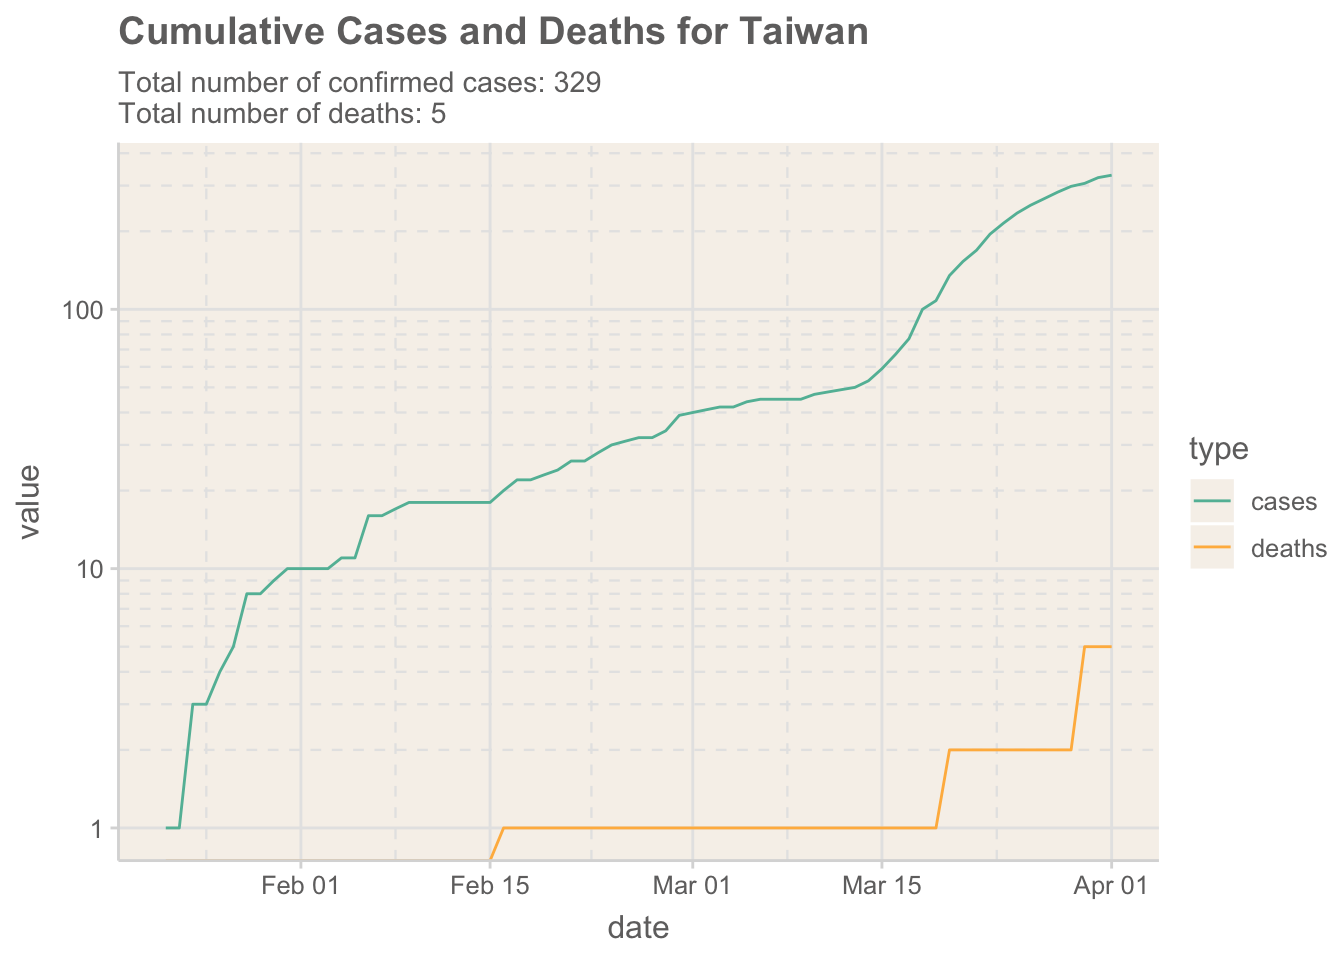 Cumulative Cases and Deaths for Taiwan
Total number of confirmed cases: 329
Total number of deaths: 5
value
100
10
1
Feb 01
Feb 15
Mar 01
Mar 15
Apr 01
date
type
cases
deaths